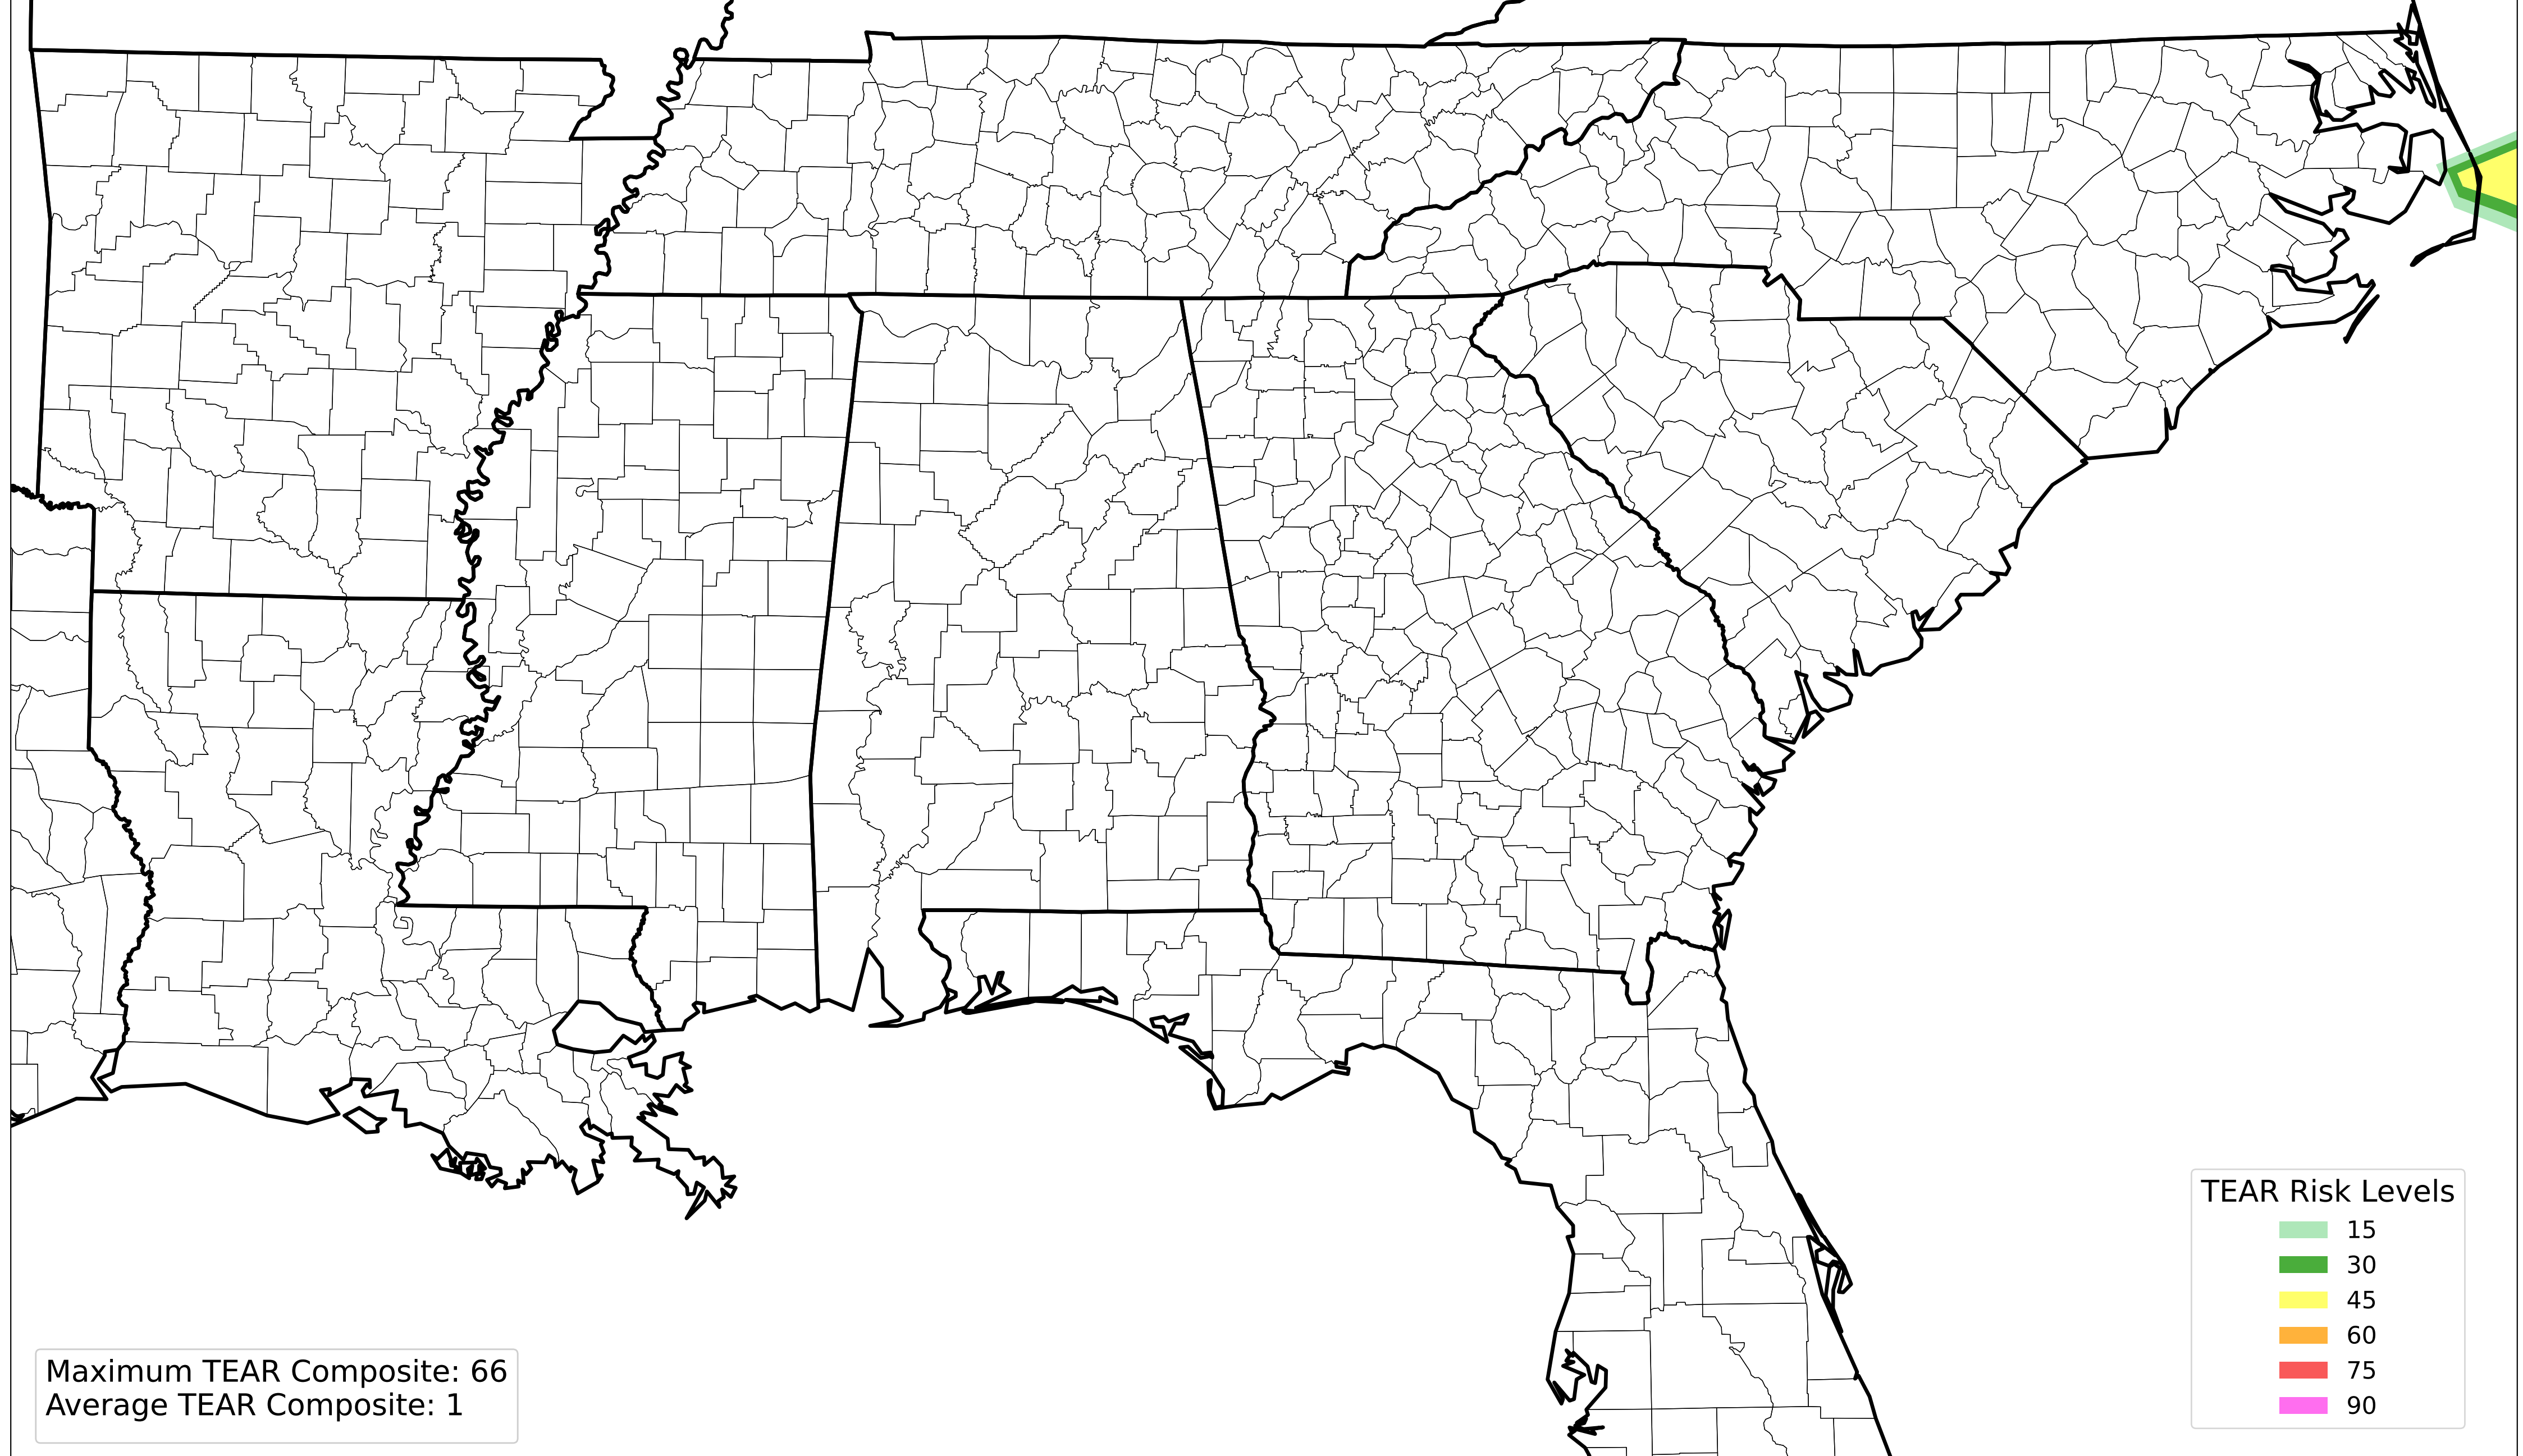 TEAR Risk Levels
15
30
45
60
75
90
Maximum TEAR Composite: 66
Average TEAR Composite: 1